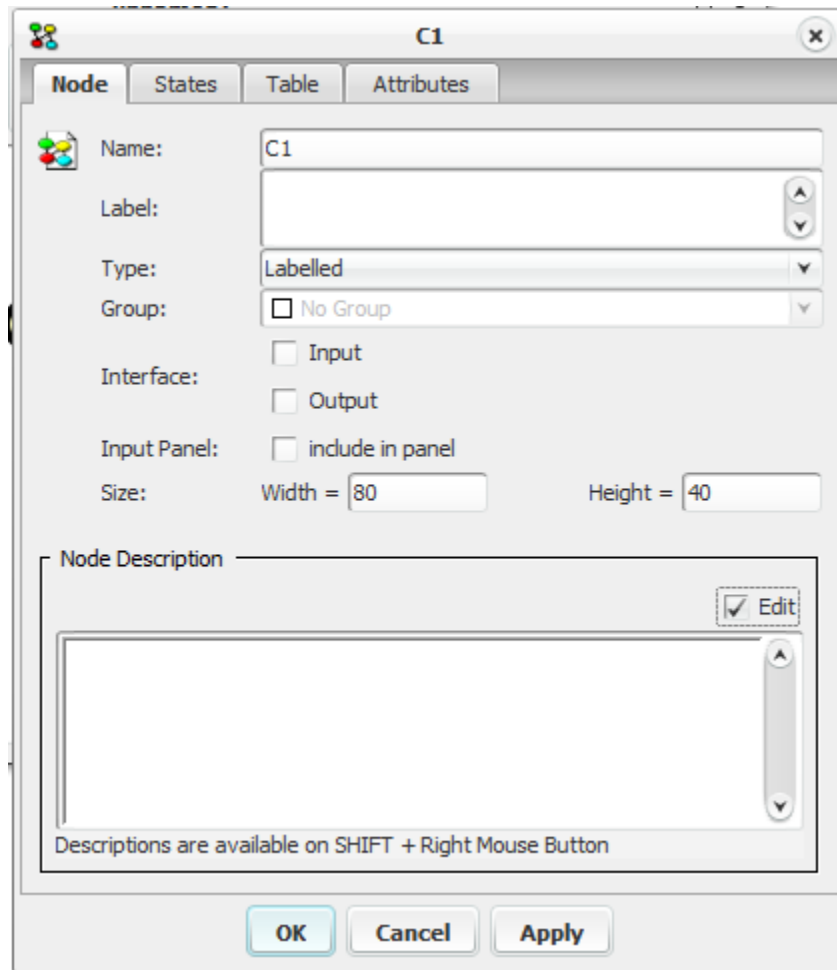 C1
Node States Table Attributes
Name: C1
Label:
Type: Labelled
Group: No Group
Interface: Input
Output
Input Panel: include in panel
Size: Width = 80 Height = 40
Node Description
Edit
Descriptions are available on SHIFT + Right Mouse Button
OK Cancel Apply